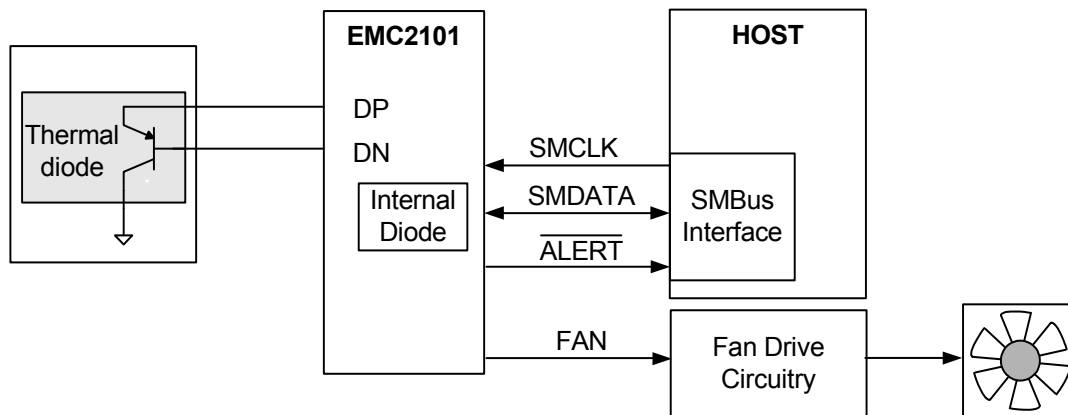 EMC2101
HOST
Thermal
diode
DP
DN
Internal
Diode
SMCLK
SMDATA
ALERT
SMBus
Interface
FAN
Fan Drive
Circuitry